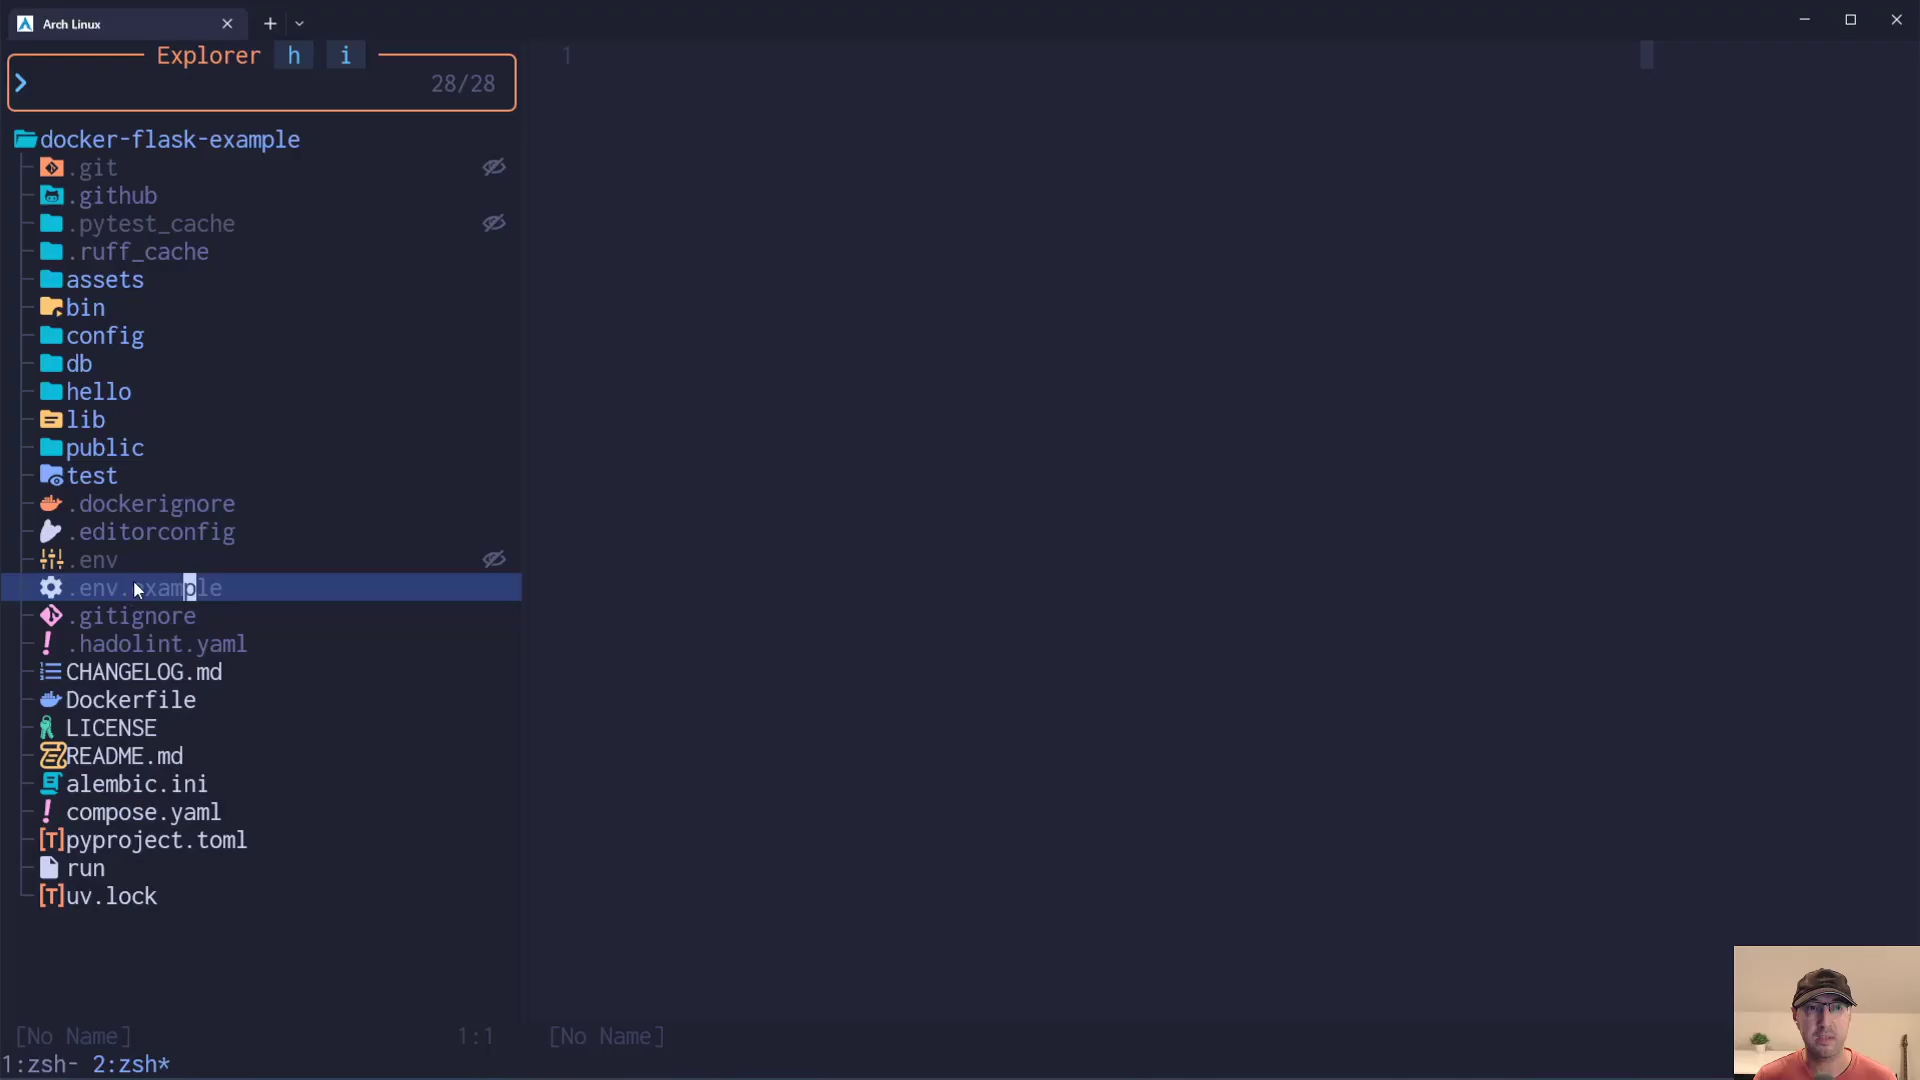 Arch Linux
Explorer h i
28/28
docker-flask-example
.git
.github
.pytest_cache
.ruff_cache
assets
bin
config
db
hello
lib
public
test
.dockerignore
.editorconfig
.env
.env.example
.gitignore
.hadolint.yaml
CHANGELOG.md
Dockerfile
LICENSE
README.md
alembic.ini
compose.yaml
pyproject.toml
run
uv.lock
1
[No Name] 1:1 [No Name]
1:zsh- 2:zsh*